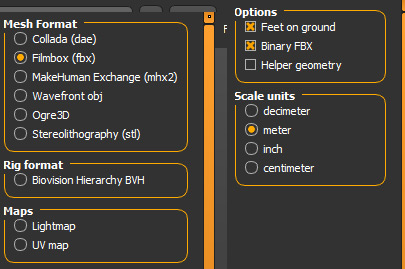 Mesh Format
Collada (dae)
Filmbox (fbx)
MakeHuman Exchange (mhx2)
Wavefront obj
Ogre3D
Stereolithography (stl)
Rig format
Biovision Hierarchy BVH
Maps
Lightmap
UV map
Options
Feet on ground
Binary FBX
Helper geometry
Scale units
decimeter
meter
inch
centimeter